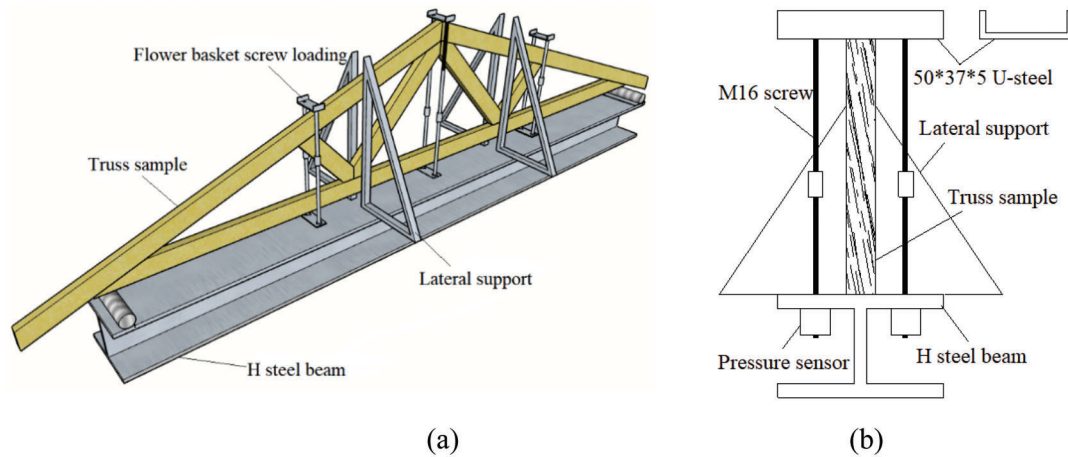 Flower basket screw loading
Truss sample
Lateral support
H steel beam
(a)
50*37*5 U-steel
M16 screw
Lateral support
Truss sample
Pressure sensor
H steel beam
(b)